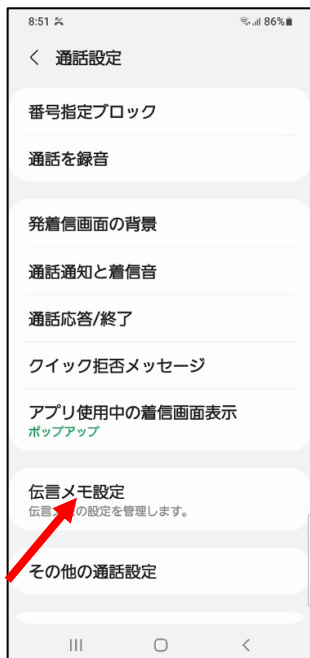 8:51 86%
通話設定
番号指定ブロック
通話を録音
発着信画面の背景
通話通知と着信音
通話応答/終了
クイック拒否メッセージ
アプリ使用中の着信画面表示
ポップアップ
伝言メモ設定
伝言メモの設定を管理します。
その他の通話設定